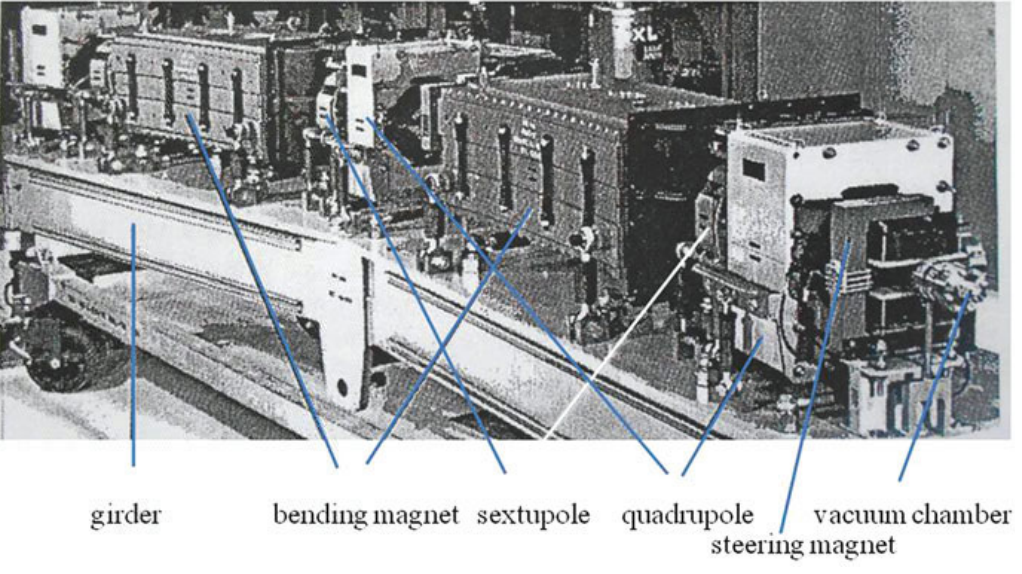 XL
girder
bending magnet
sextupole
quadrupole
vacuum chamber
steering magnet